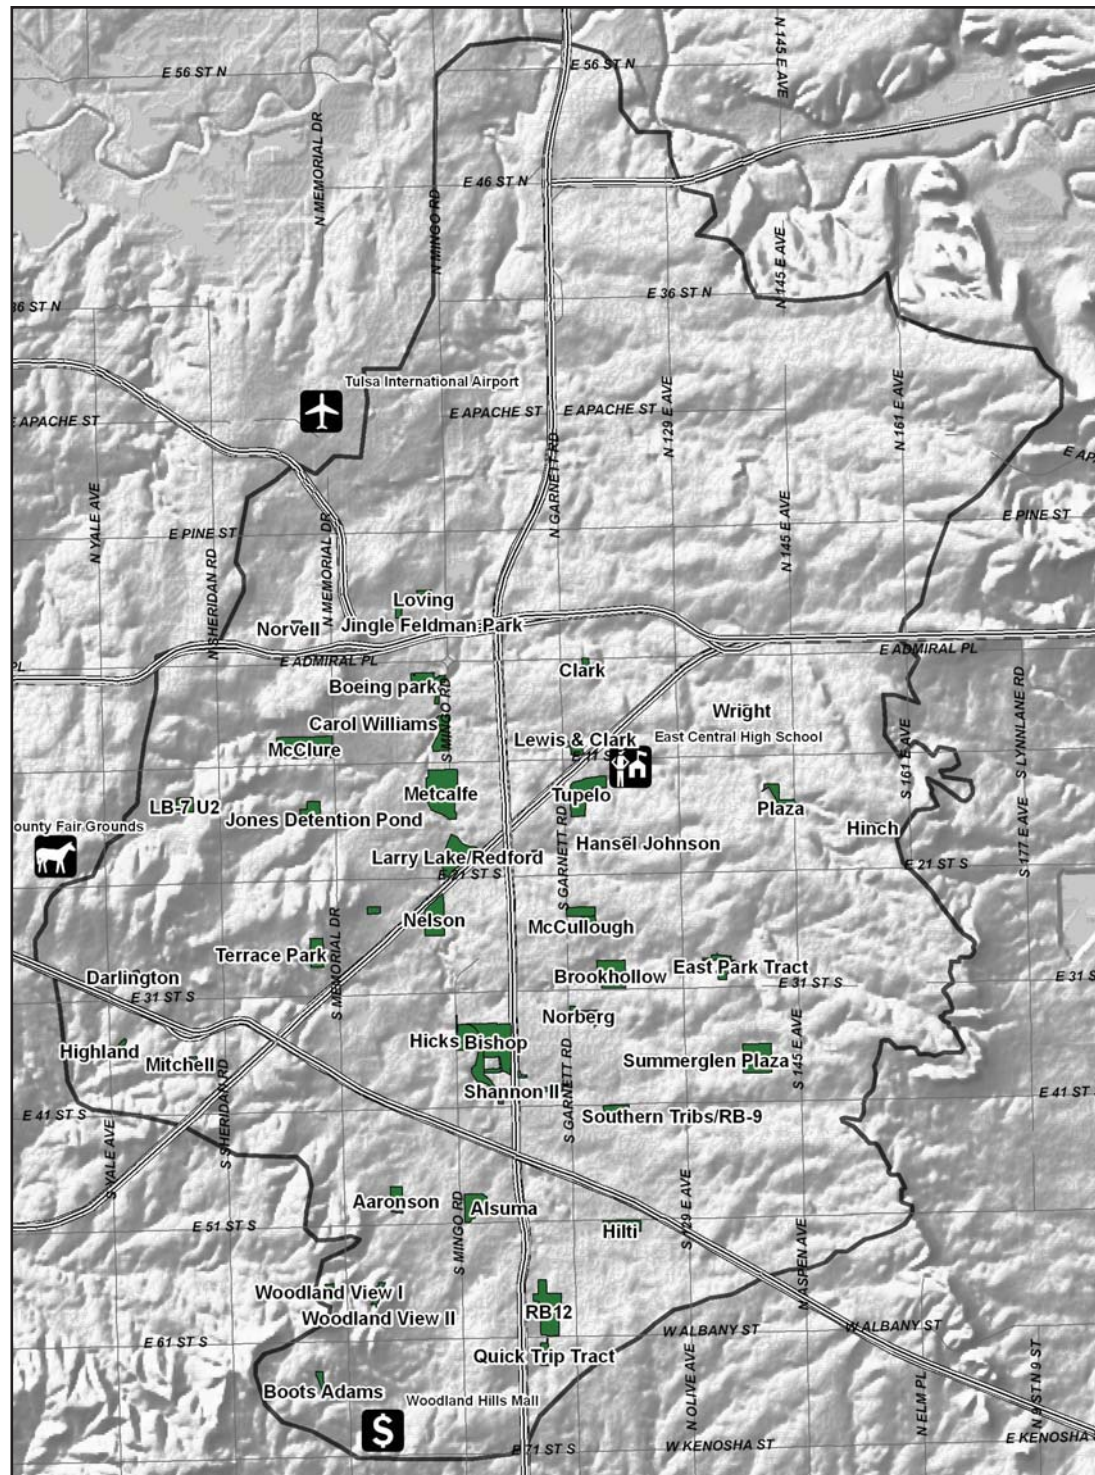 E 56 ST N
E 56 ST N
N 145 E AVE
N MEMORIAL DR
E 46 ST N
N MINGO RD
N 145 E AVE
E 36 ST N
36 ST N
Tulsa International Airport
E APACHE ST
E APACHE ST
E APACHE ST
N 129 E AVE
N 161 E AVE
E AP
N YALE AVE
E PINE ST
N GARNETT RD
N MEMORIAL DR
N 145 E AVE
E PINE ST
N SHERIDAN RD
Loving
Norvell
Jingle Feldman Park
PL
E ADMIRAL PL
E ADMIRAL PL
Clark
Boeing park
S MINGO RD
Wright
Carol Williams
McClure
Lewis & Clark
East Central High School
E 11 ST S
S 161 E AVE
S LYNNLANE RD
LB-7 U2
Metcalfe
Tupelo
Plaza
Jones Detention Pond
Hinch
ounty Fair Grounds
Hansel Johnson
Larry Lake/Redford
S GARNETT RD
E 21 ST S
E 21 ST S
S 177 E AVE
Nelson
McCullough
S MEMORIAL DR
Terrace Park
Darlington
Brookhollow
East Park Tract
E 31 ST S
E 31 ST S
E 31 S
Norberg
Highland
Mitchell
Hicks
Bishop
Summerglen Plaza
S 145 E AVE
Shannon II
S GARNETT RD
E 41 ST S
E 41 ST S
Southern Tribs/RB-9
S SHERIDAN RD
S YALE AVE
Aaronson
Alsuma
S MINGO RD
E 51 ST S
Hilti
S 129 E AVE
N ASPEN AVE
Woodland View I
Woodland View II
RB12
W ALBANY ST
W ALBANY ST
E 61 ST S
Quick Trip Tract
Boots Adams
Woodland Hills Mall
$
N OLIVE AVE
N ELM PL
E 71 ST S
W KENOSHA ST
E KENOSHA